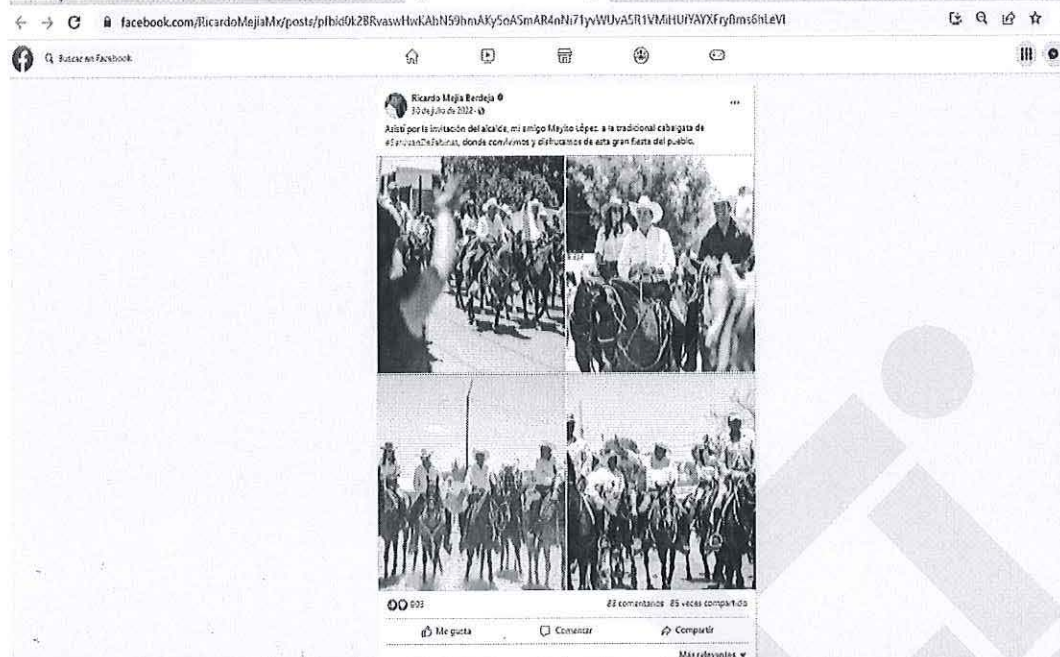 facebook.com/RicardoMejiaMx/posts/
Buscar en Facebook
Ricardo Mejía Berdeja
30 de julio de 2022
Asistí por la invitación del alcalde, mi amigo Mayito López, a la tradicional cabalgata de
#SanJuanDeSabinas, donde convivimos y disfrutamos de esta gran fiesta del pueblo.
903
83 comentarios 85 veces compartido
Me gusta Comentar Compartir
Más relevantes